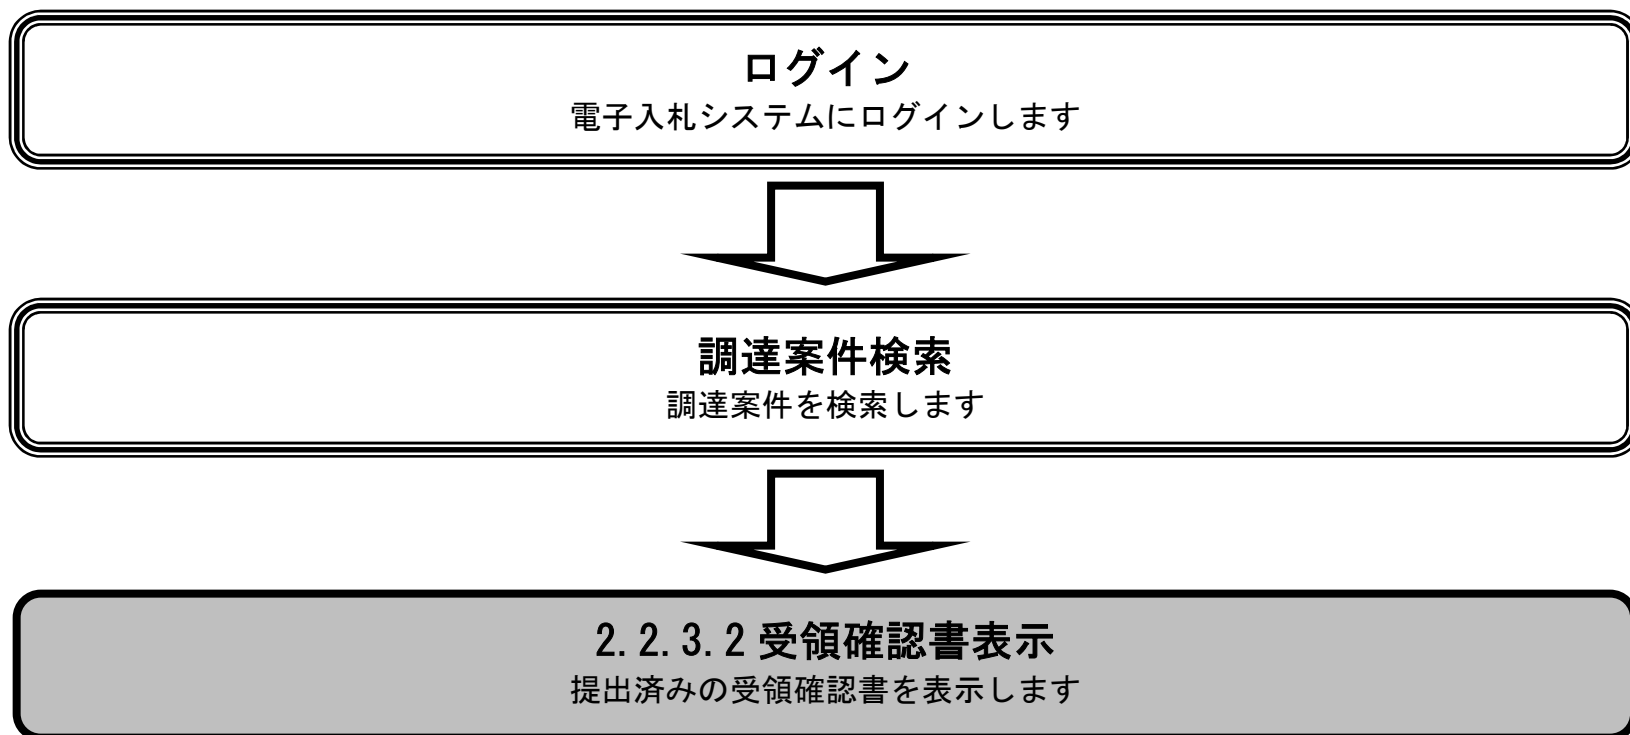 ログイン
電子入札システムにログインします
調達案件検索
調達案件を検索します
2.2.3.2 受領確認書表示
提出済みの受領確認書を表示します